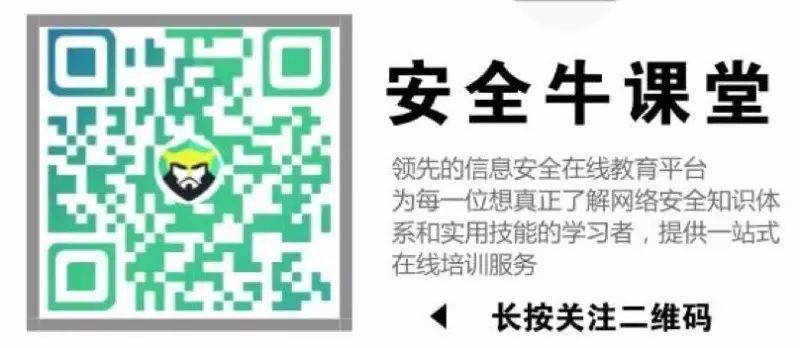 安全牛课堂
领先的信息安全在线教育平台
为每一位想真正了解网络安全知识体
系和实用技能的学习者，提供一站式
在线培训服务
长按关注二维码